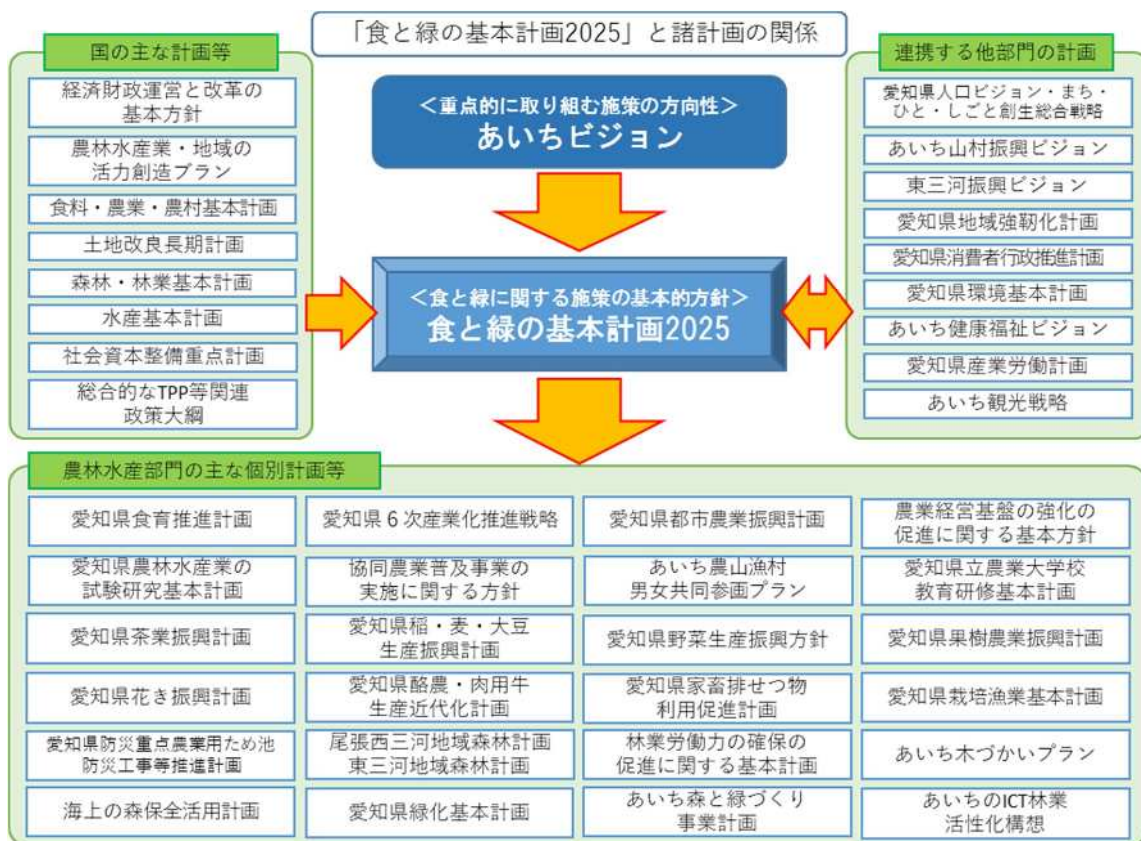 「食と緑の基本計画2025」と諸計画の関係
国の主な計画等
経済財政運営と改革の
基本方針
農林水産業・地域の
活力創造プラン
食料・農業・農村基本計画
土地改良長期計画
森林・林業基本計画
水産基本計画
社会資本整備重点計画
総合的なTPP等関連
政策大綱
＜重点的に取り組む施策の方向性＞
あいちビジョン
＜食と緑に関する施策の基本的方針＞
食と緑の基本計画2025
連携する他部門の計画
愛知県人口ビジョン・まち・
ひと・しごと創生総合戦略
あいち山村振興ビジョン
東三河振興ビジョン
愛知県地域強靭化計画
愛知県消費者行政推進計画
愛知県環境基本計画
あいち健康福祉ビジョン
愛知県産業労働計画
あいち観光戦略
農林水産部門の主な個別計画等
愛知県食育推進計画
愛知県６次産業化推進戦略
愛知県都市農業振興計画
農業経営基盤の強化の
促進に関する基本方針
愛知県農林水産業の
試験研究基本計画
協同農業普及事業の
実施に関する方針
あいち農山漁村
男女共同参画プラン
愛知県立農業大学校
教育研修基本計画
愛知県茶業振興計画
愛知県稲・麦・大豆
生産振興計画
愛知県野菜生産振興方針
愛知県果樹農業振興計画
愛知県花き振興計画
愛知県酪農・肉用牛
生産近代化計画
愛知県家畜排せつ物
利用促進計画
愛知県栽培漁業基本計画
愛知県防災重点農業用ため池
防災工事等推進計画
尾張西三河地域森林計画
東三河地域森林計画
林業労働力の確保の
促進に関する基本計画
あいち木づかいプラン
海上の森保全活用計画
愛知県緑化基本計画
あいち森と緑づくり
事業計画
あいちのICT林業
活性化構想